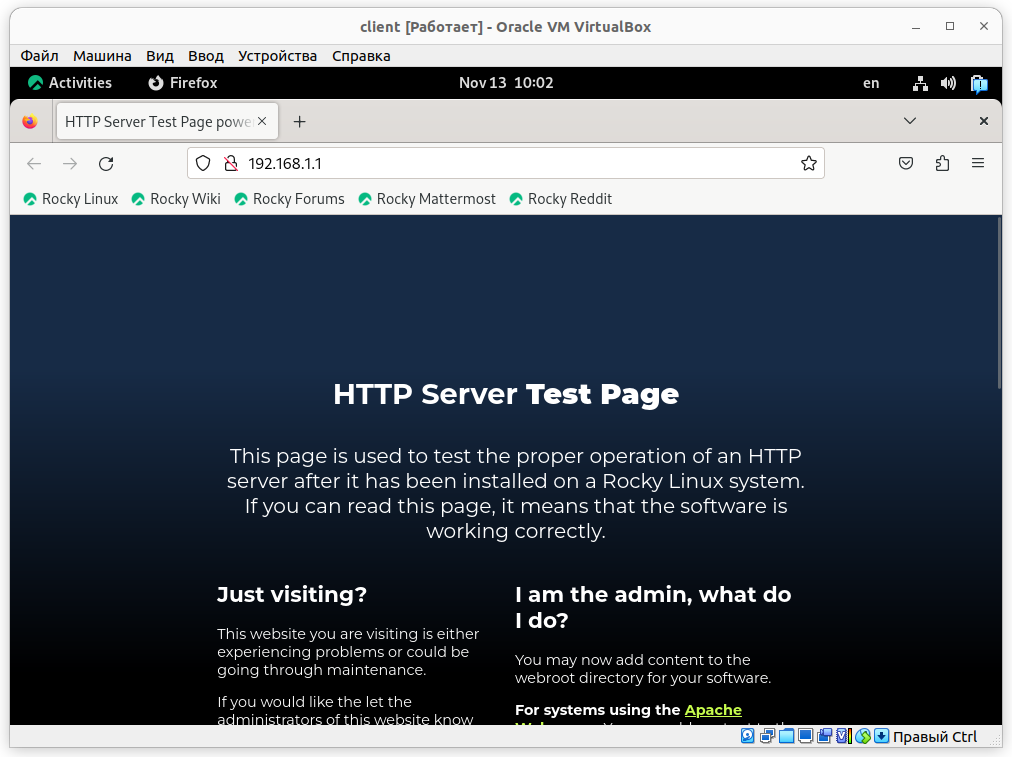 client [Работает] - Oracle VM VirtualBox
Файл Машина Вид Ввод Устройства Справка
Activities Firefox Nov 13 10:02 en
HTTP Server Test Page powe
192.168.1.1
Rocky Linux Rocky Wiki Rocky Forums Rocky Mattermost Rocky Reddit
HTTP Server Test Page
This page is used to test the proper operation of an HTTP
server after it has been installed on a Rocky Linux system.
If you can read this page, it means that the software is
working correctly.
Just visiting?
This website you are visiting is either
experiencing problems or could be
going through maintenance.
If you would like the let the
administrators of this website know
I am the admin, what do
I do?
You may now add content to the
webroot directory for your software.
For systems using the Apache
Правый Ctrl